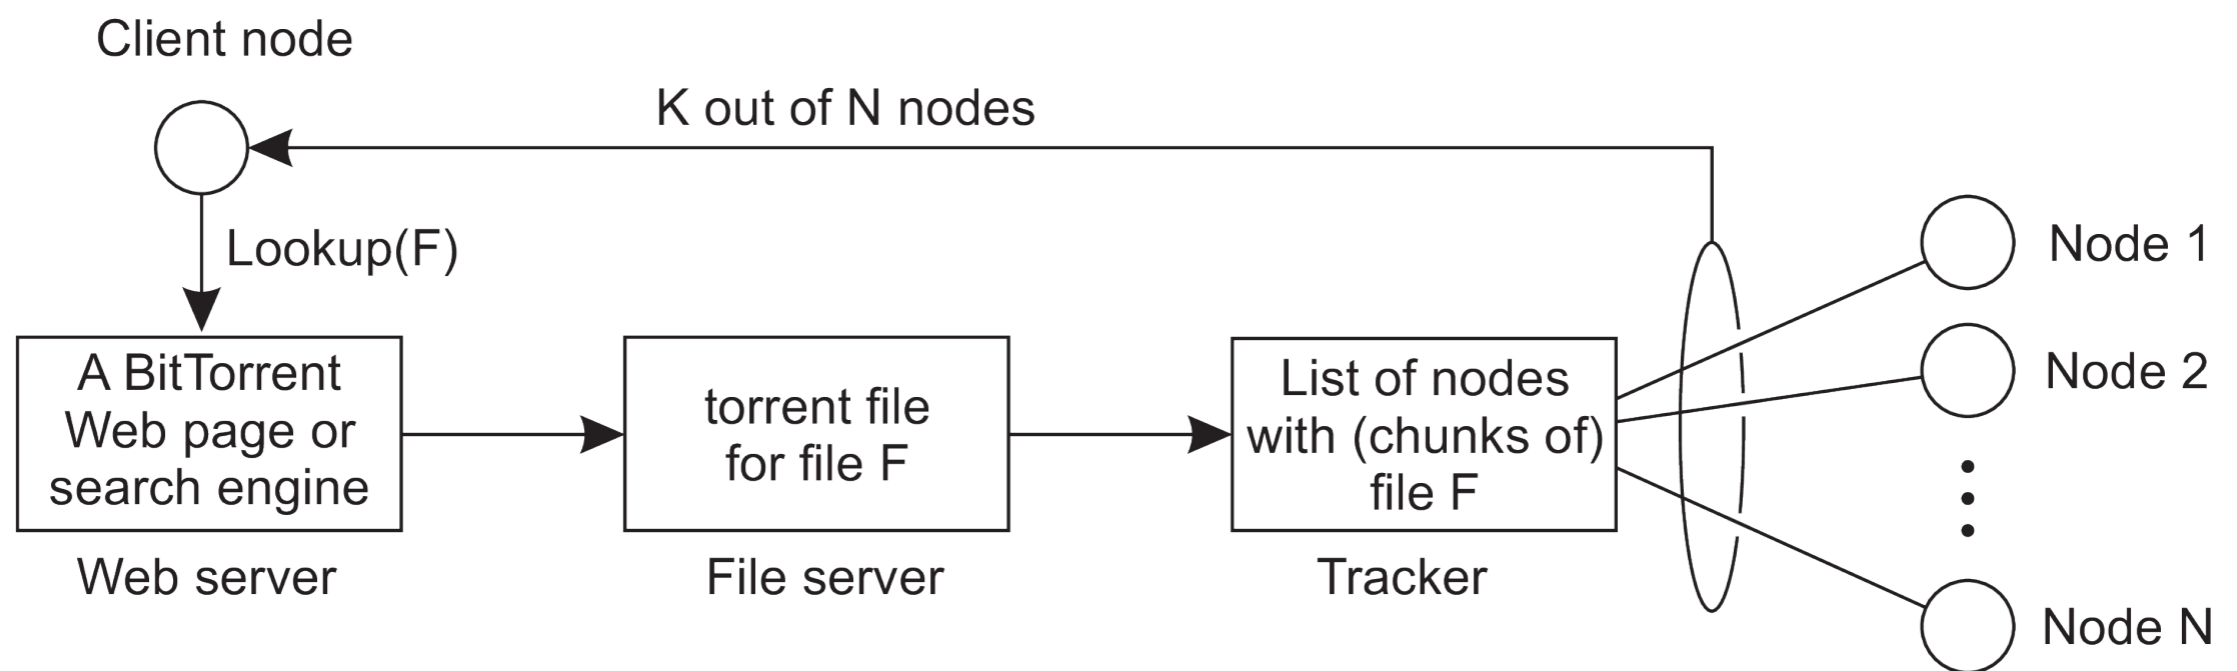 Client node
K out of N nodes
Lookup(F)
Node 1
A BitTorrent
Web page or
search engine
torrent file
for file F
List of nodes
with (chunks of)
file F
Node 2
Web server
File server
Tracker
Node N